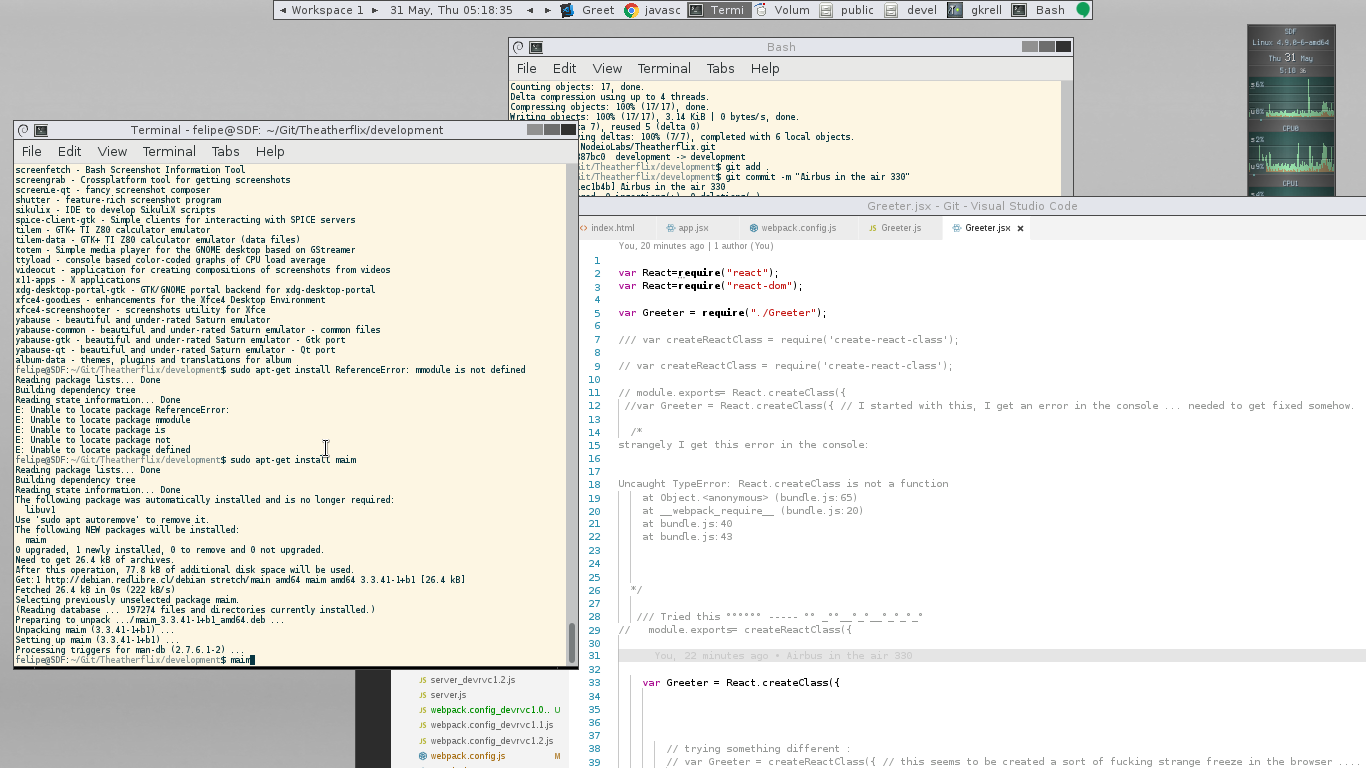 Workspace 1 31 May, Thu 05:18:35 Greet javasc Termi Volum public devel gkrell Bash
Bash
File Edit View Terminal Tabs Help
Counting objects: 17, done.
Delta compression using up to 4 threads.
Compressing objects: 100% (17/17), done.
Writing objects: 100% (17/17), 3.14 KiB | 0 bytes/s, done.
a 7), reused 5 (delta 0)
ing deltas: 100% (7/7), completed with 6 local objects.
NodeioLabs/Theatherflix.git
387bc0 development -> development
Git/Theatherflix/development$ git add .
Git/Theatherflix/development$ git commit -m "Airbus in the air 330"
ec1b4b] Airbus in the air 330
SDF
Linux 4.9.0-6-amd64
Thu 31 May
5:18 36
CPU0
CPU1
Terminal - felipe@SDF: ~/Git/Theatherflix/development
File Edit View Terminal Tabs Help
screenfetch - Bash Screenshot Information Tool
screengrab - Crossplatform tool for getting screenshots
screenie-qt - fancy screenshot composer
shutter - feature-rich screenshot program
sikulix - IDE to develop SikuliX scripts
spice-client-gtk - Simple clients for interacting with SPICE servers
tilem - GTK+ TI Z80 calculator emulator
tilem-data - GTK+ TI Z80 calculator emulator (data files)
totem - Simple media player for the GNOME desktop based on GStreamer
ttyload - console based color-coded graphs of CPU load average
videocut - application for creating compositions of screenshots from videos
x11-apps - X applications
xdg-desktop-portal-gtk - GTK/GNOME portal backend for xdg-desktop-portal
xfce4-goodies - enhancements for the Xfce4 Desktop Environment
xfce4-screenshooter - screenshots utility for Xfce
yabause - beautiful and under-rated Saturn emulator
yabause-common - beautiful and under-rated Saturn emulator - common files
yabause-gtk - beautiful and under-rated Saturn emulator - Gtk port
yabause-qt - beautiful and under-rated Saturn emulator - Qt port
album-data - themes, plugins and translations for album
felipe@SDF:~/Git/Theatherflix/development$ sudo apt-get install ReferenceError: mmodule is not defined
Reading package lists... Done
Building dependency tree
Reading state information... Done
E: Unable to locate package ReferenceError:
E: Unable to locate package mmodule
E: Unable to locate package is
E: Unable to locate package not
E: Unable to locate package defined
felipe@SDF:~/Git/Theatherflix/development$ sudo apt-get install maim
Reading package lists... Done
Building dependency tree
Reading state information... Done
The following package was automatically installed and is no longer required:
libuv1
Use 'sudo apt autoremove' to remove it.
The following NEW packages will be installed:
maim
0 upgraded, 1 newly installed, 0 to remove and 0 not upgraded.
Need to get 26.4 kB of archives.
After this operation, 77.8 kB of additional disk space will be used.
Get:1 http://debian.redlibre.cl/debian stretch/main amd64 maim amd64 3.3.41-1+b1 [26.4 kB]
Fetched 26.4 kB in 0s (222 kB/s)
Selecting previously unselected package maim.
(Reading database ... 197274 files and directories currently installed.)
Preparing to unpack .../maim_3.3.41-1+b1_amd64.deb ...
Unpacking maim (3.3.41-1+b1) ...
Setting up maim (3.3.41-1+b1) ...
Processing triggers for man-db (2.7.6.1-2) ...
felipe@SDF:~/Git/Theatherflix/development$ maim
Greeter.jsx - Git - Visual Studio Code
index.html app.jsx webpack.config.js Greeter.js Greeter.jsx
You, 20 minutes ago | 1 author (You)
1
2 var React=require("react");
3 var React=require("react-dom");
4
5 var Greeter = require("./Greeter");
6
7 /// var createReactClass = require('create-react-class');
8
9 // var createReactClass = require('create-react-class');
10
11 // module.exports= React.createClass({
12 //var Greeter = React.createClass({ // I started with this, I get an error in the console ... needed to get fixed somehow.
13
14 /*
15 strangely I get this error in the console:
16
17
18 Uncaught TypeError: React.createClass is not a function
19 at Object.<anonymous> (bundle.js:65)
20 at __webpack_require__ (bundle.js:20)
21 at bundle.js:40
22 at bundle.js:43
23
24
25
26 */
27
28 /// Tried this °°°°°° ----- °°_°°__°_°__°_°_°_°
29 // module.exports= createReactClass({
30
31 You, 22 minutes ago • Airbus in the air 330
32
33 var Greeter = React.createClass({
34
35
36
37
38 // trying something different :
39 // var Greeter = createReactClass({ // this seems to be created a sort of fucking strange freeze in the browser ....
server_devrvc1.2.js
server.js
webpack.config_devrvc1.0.. U
webpack.config_devrvc1.1.js
webpack.config_devrvc1.2.js
webpack.config.js M